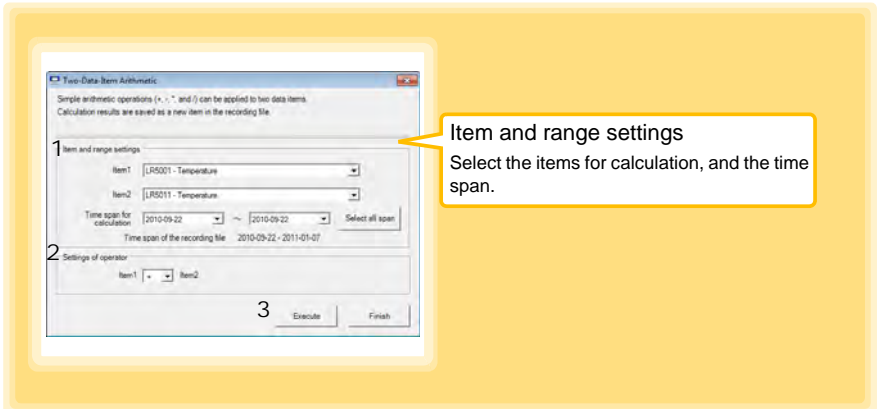 Two-Data-Item Arithmetic
Simple arithmetic operations (+, -, *, and /) can be applied to two data items.
Calculation results are saved as a new item in the recording file.
1 Item and range settings
Item1 LR5001 - Temperature
Item2 LR5011 - Temperature
Time span for calculation 2010-09-22 ~ 2010-09-22 Select all span
Time span of the recording file 2010-09-22 - 2011-01-07
2 Settings of operator
Item1 Item2
3 Execute Finish
Item and range settings
Select the items for calculation, and the time
span.